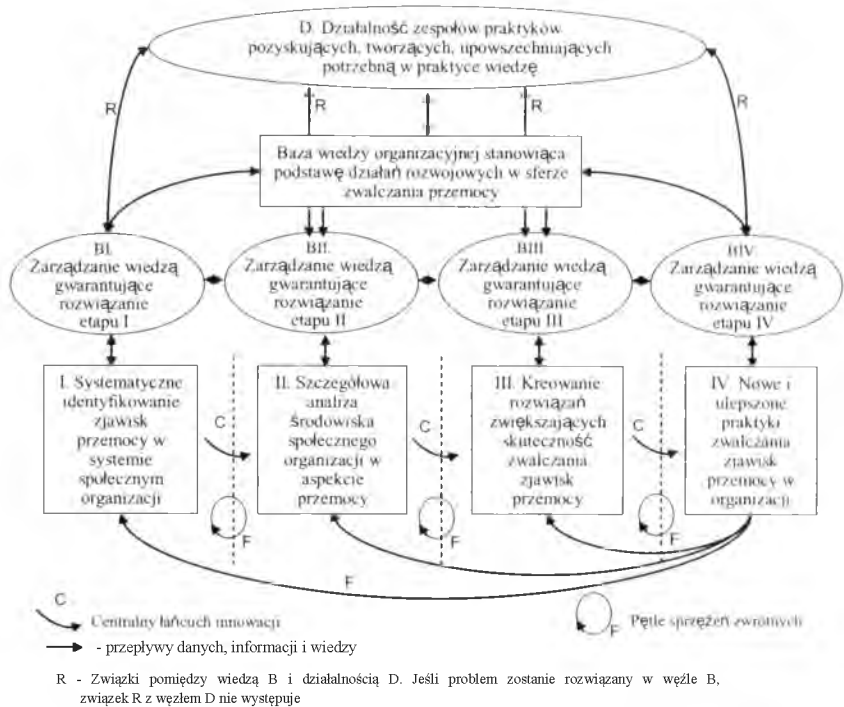 D. Działalność zespołów praktyków
pozyskujących, tworzących, upowszechniających
potrzebną w praktyce wiedzę
R
R
R
R
Baza wiedzy organizacyjnej stanowiąca
podstawę działań rozwojowych w sferze
zwalczania przemocy
BI.
Zarządzanie wiedzą
gwarantujące
rozwiązanie
etapu I
BII.
Zarządzanie wiedzą
gwarantujące
rozwiązanie
etapu II
BIII
Zarządzanie wiedzą
gwarantujące
rozwiązanie
etapu III
BIV.
Zarządzanie wiedzą
gwarantujące
rozwiązanie
etapu IV
I. Systematyczne
identyfikowanie
zjawisk
przemocy w
systemie
społecznym
organizacji
C
II. Szczegółowa
analiza
środowiska
społecznego
organizacji w
aspekcie
przemocy
C
III. Kreowanie
rozwiązań
zwiększających
skuteczność
zwalczania
zjawisk
przemocy
C
IV. Nowe i
ulepszone
praktyki
zwalczania
zjawisk
przemocy w
organizacji
F
F
F
F
C
Centralny łańcuch innowacji
F
Pętle sprzężeń zwrotnych
- przepływy danych, informacji i wiedzy
R - Związki pomiędzy wiedzą B i działalnością D. Jeśli problem zostanie rozwiązany w węźle B,
związek R z węzłem D nie występuje